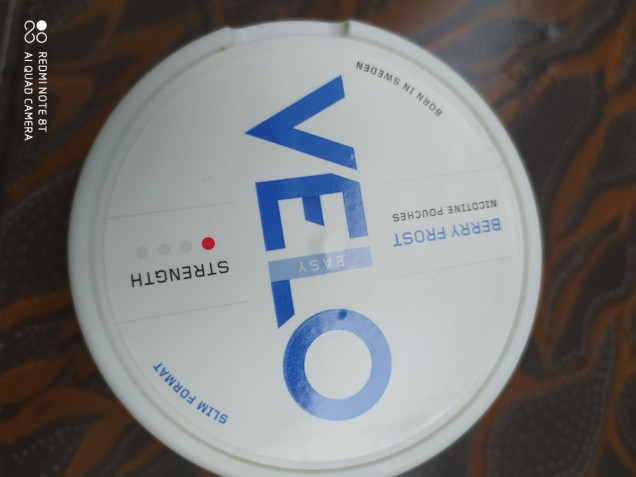 BORN IN SWEDEN
VELO
EASY
BERRY FROST
NICOTINE POUCHES
STRENGTH
SLIM FORMAT
REDMI NOTE 8T
AI QUAD CAMERA